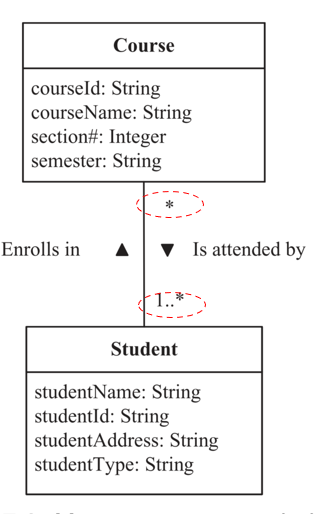 Course
courseId: String
courseName: String
section#: Integer
semester: String
*
Enrolls in ▲ ▼ Is attended by
1..*
Student
studentName: String
studentId: String
studentAddress: String
studentType: String